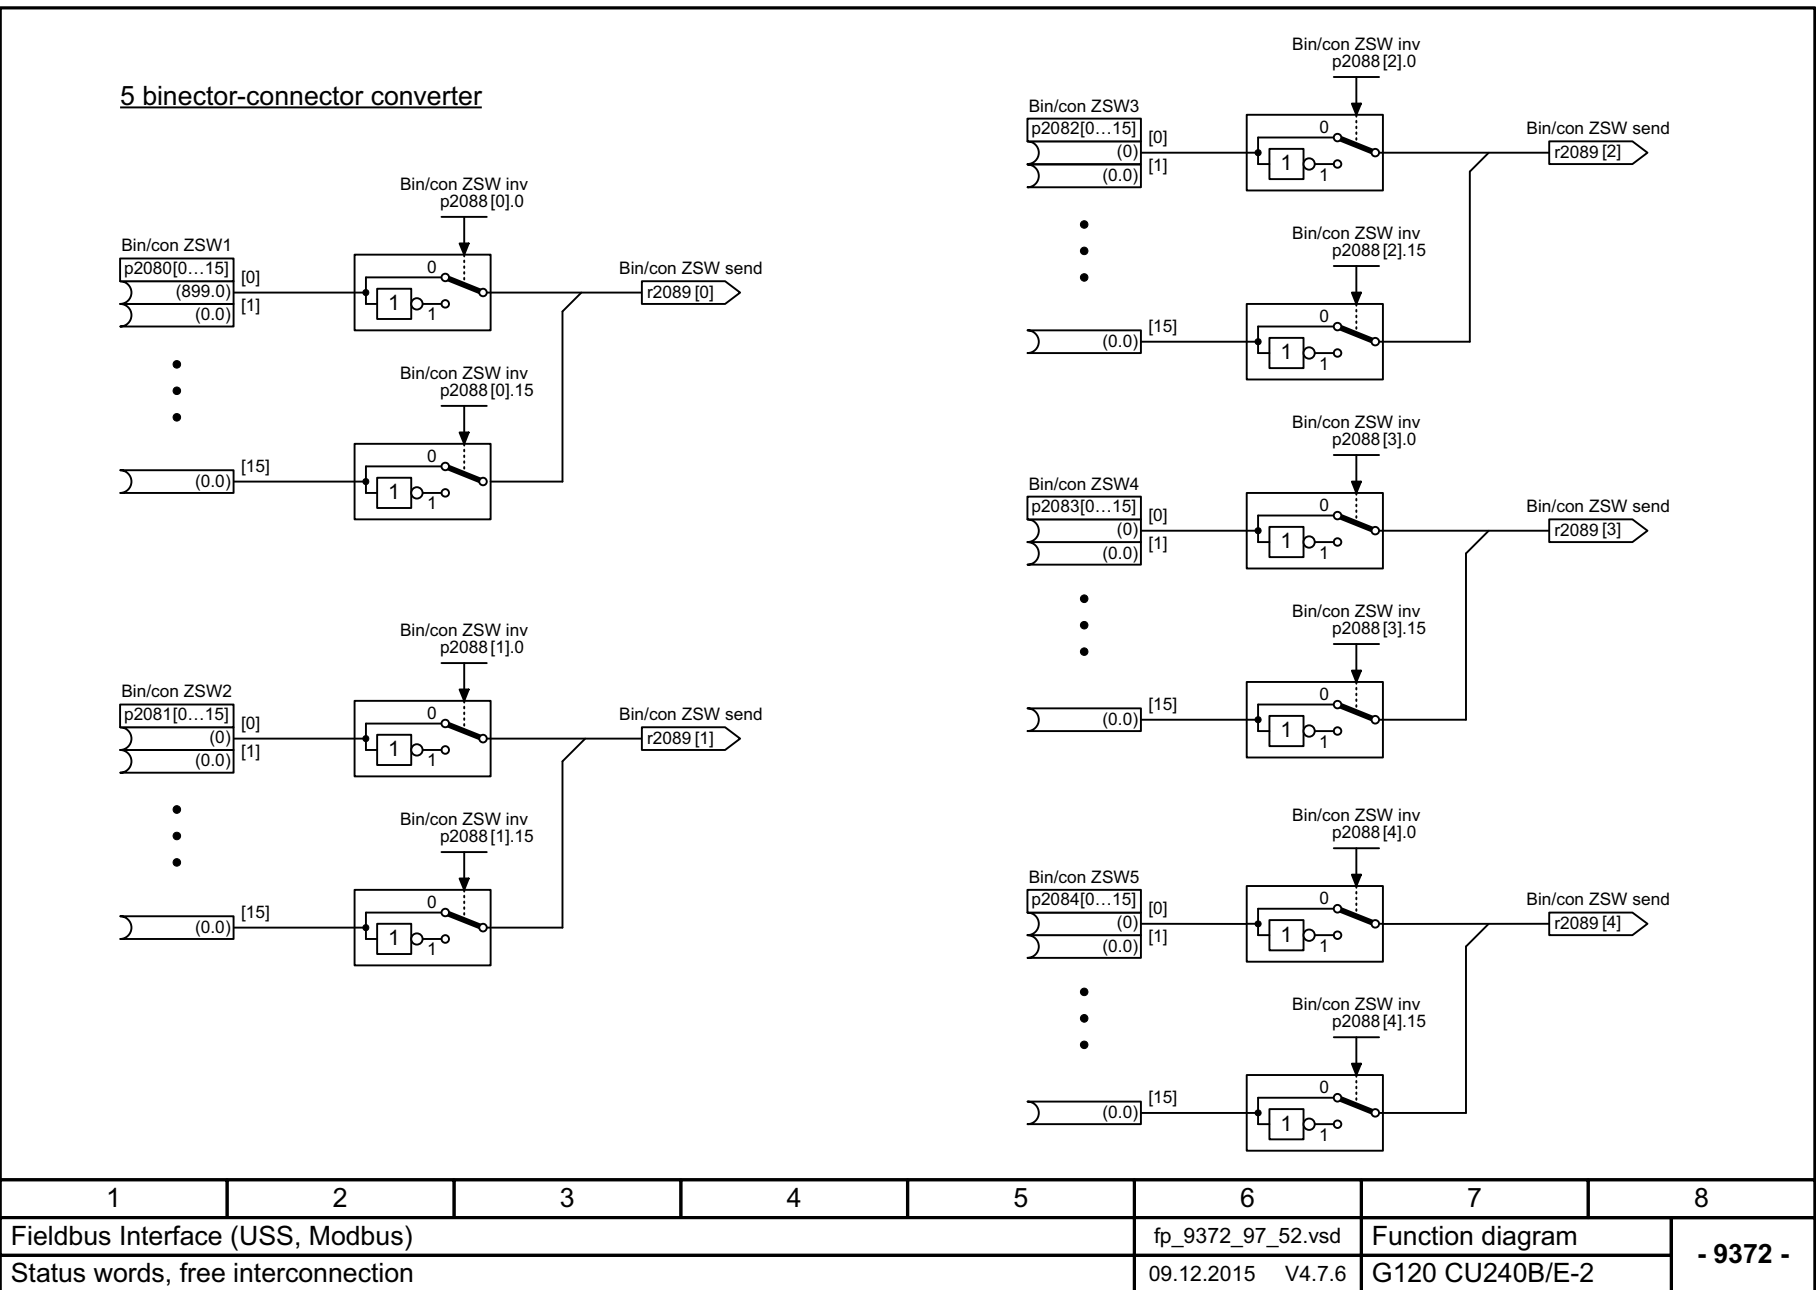 5 binector-connector converter
Bin/con ZSW inv
p2088[0].0
Bin/con ZSW1
p2080[0...15]
[0]
(899.0)
[1]
(0.0)
0
1
1
Bin/con ZSW send
r2089[0]
Bin/con ZSW inv
p2088[0].15
[15]
(0.0)
0
1
1
Bin/con ZSW inv
p2088[1].0
Bin/con ZSW2
p2081[0...15]
[0]
(0)
[1]
(0.0)
0
1
1
Bin/con ZSW send
r2089[1]
Bin/con ZSW inv
p2088[1].15
[15]
(0.0)
0
1
1
Bin/con ZSW inv
p2088[2].0
Bin/con ZSW3
p2082[0...15]
[0]
(0)
[1]
(0.0)
0
1
1
Bin/con ZSW send
r2089[2]
Bin/con ZSW inv
p2088[2].15
[15]
(0.0)
0
1
1
Bin/con ZSW inv
p2088[3].0
Bin/con ZSW4
p2083[0...15]
[0]
(0)
[1]
(0.0)
0
1
1
Bin/con ZSW send
r2089[3]
Bin/con ZSW inv
p2088[3].15
[15]
(0.0)
0
1
1
Bin/con ZSW inv
p2088[4].0
Bin/con ZSW5
p2084[0...15]
[0]
(0)
[1]
(0.0)
0
1
1
Bin/con ZSW send
r2089[4]
Bin/con ZSW inv
p2088[4].15
[15]
(0.0)
0
1
1
1 2 3 4 5 6 7 8
Fieldbus Interface (USS, Modbus)
fp_9372_97_52.vsd
Function diagram
- 9372 -
Status words, free interconnection
09.12.2015 V4.7.6
G120 CU240B/E-2